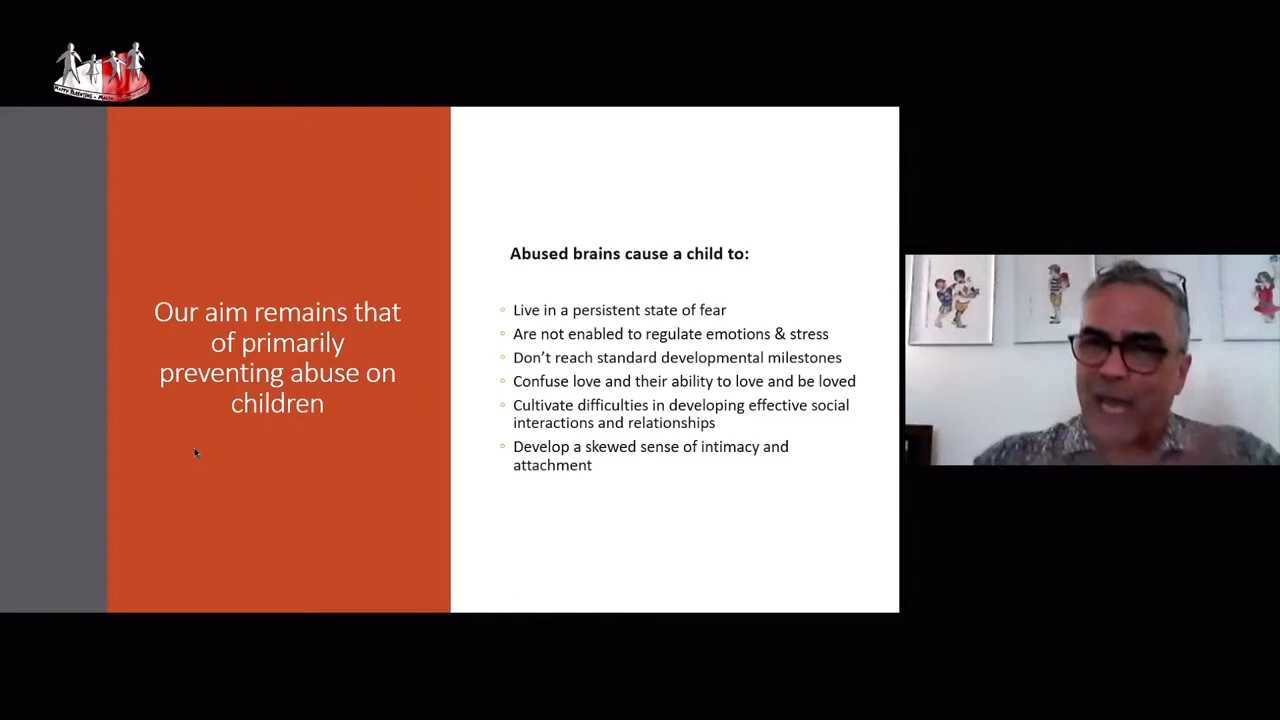 HAPPY PARENTING - MALTA
Our aim remains that
of primarily
preventing abuse on
children
Abused brains cause a child to:
Live in a persistent state of fear
Are not enabled to regulate emotions & stress
Don’t reach standard developmental milestones
Confuse love and their ability to love and be loved
Cultivate difficulties in developing effective social
interactions and relationships
Develop a skewed sense of intimacy and
attachment